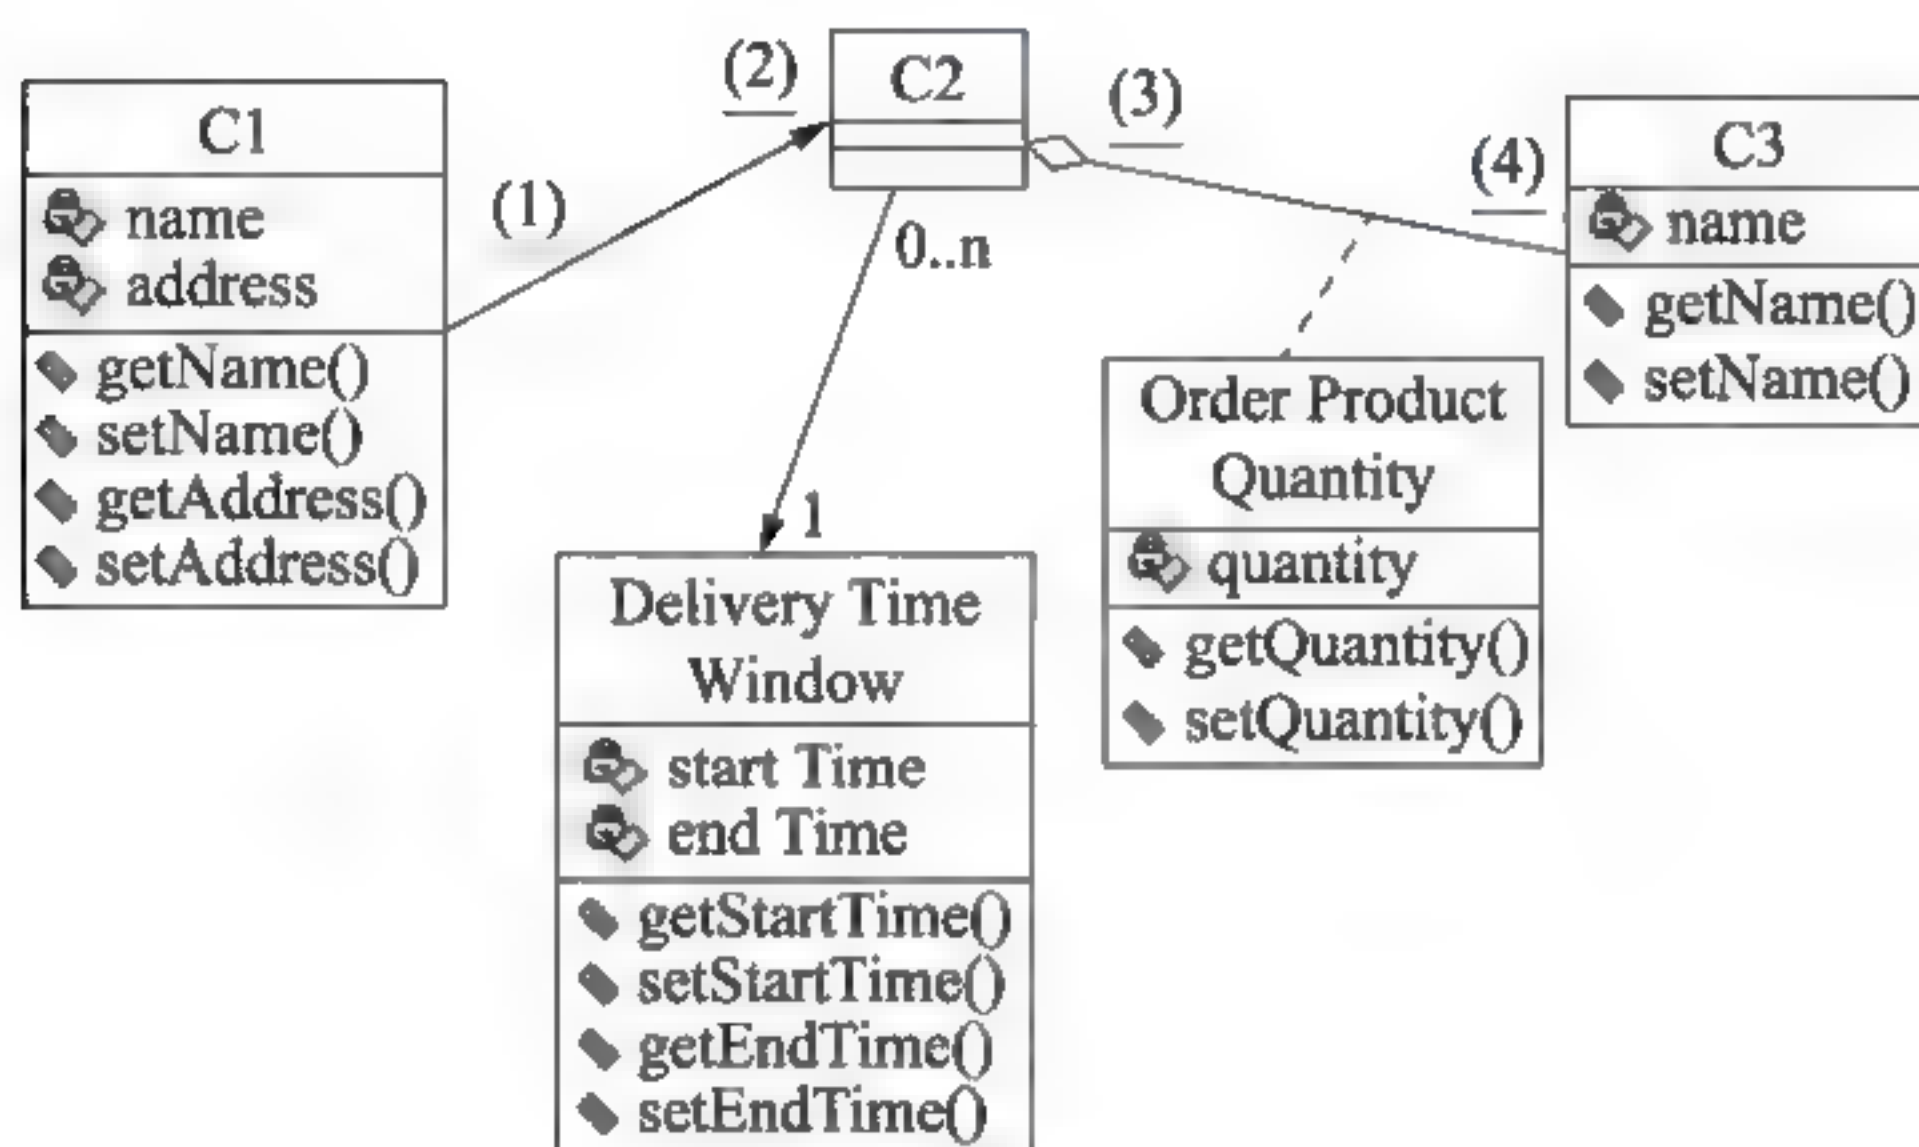 C1
name
address
getName()
setName()
getAddress()
setAddress()
(1)
(2)
C2
(3)
(4)
C3
name
getName()
setName()
0..n
1
Delivery Time
Window
start Time
end Time
getStartTime()
setStartTime()
getEndTime()
setEndTime()
Order Product
Quantity
quantity
getQuantity()
setQuantity()